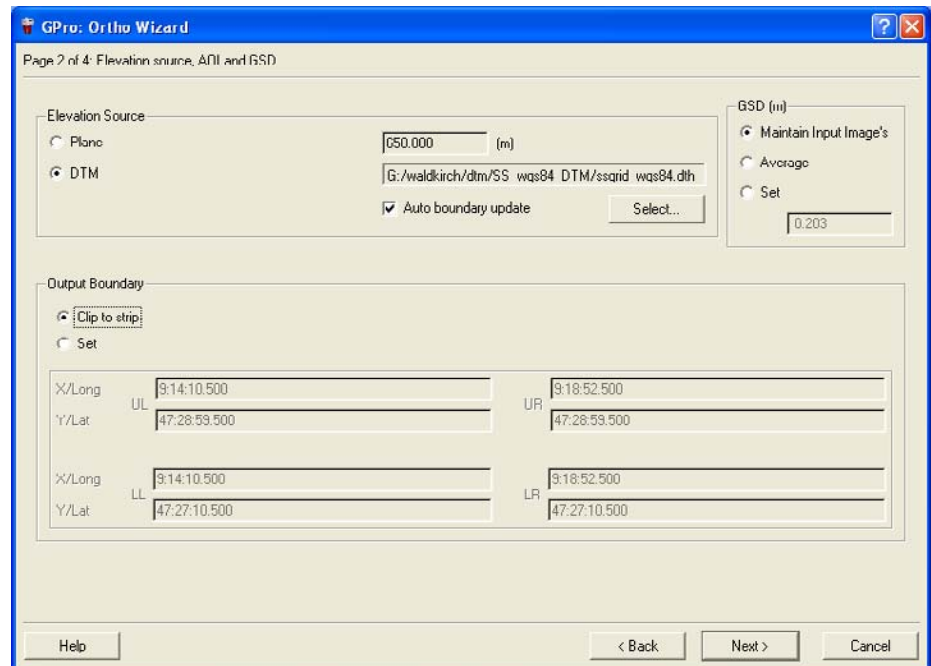 GPro: Ortho Wizard
Page 2 of 4: Elevation source, AOI and GSD
Elevation Source
Plane
650.000 (m)
DTM
G:/waldkirch/dtm/SS_wgs84_DTM/ssgrid_wgs84.dth
Auto boundary update
Select...
GSD (m)
Maintain Input Image's
Average
Set
0.203
Output Boundary
Clip to strip
Set
X/Long
UL
9:14:10.500
Y/Lat
47:28:59.500
UR
9:18:52.500
47:28:59.500
X/Long
LL
9:14:10.500
Y/Lat
47:27:10.500
LR
9:18:52.500
47:27:10.500
Help
< Back
Next >
Cancel